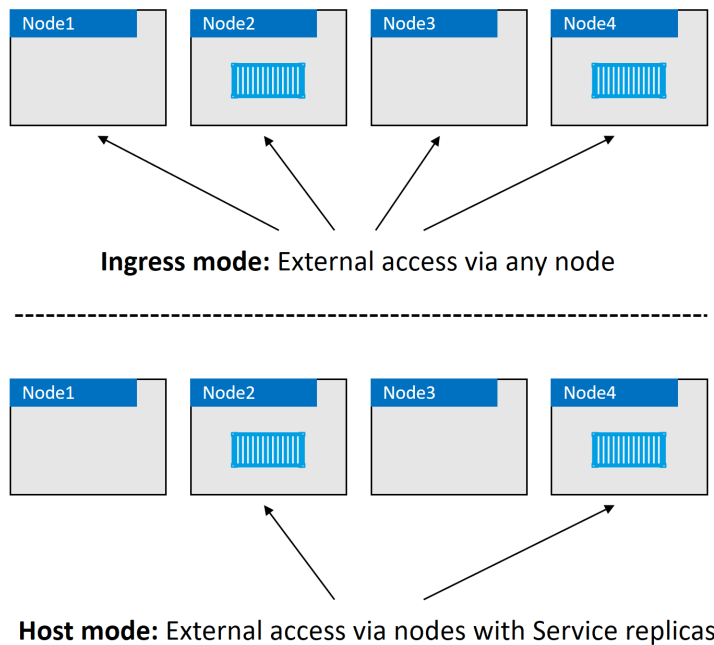 Node1 Node2 Node3 Node4
Ingress mode: External access via any node
Node1 Node2 Node3 Node4
Host mode: External access via nodes with Service replicas